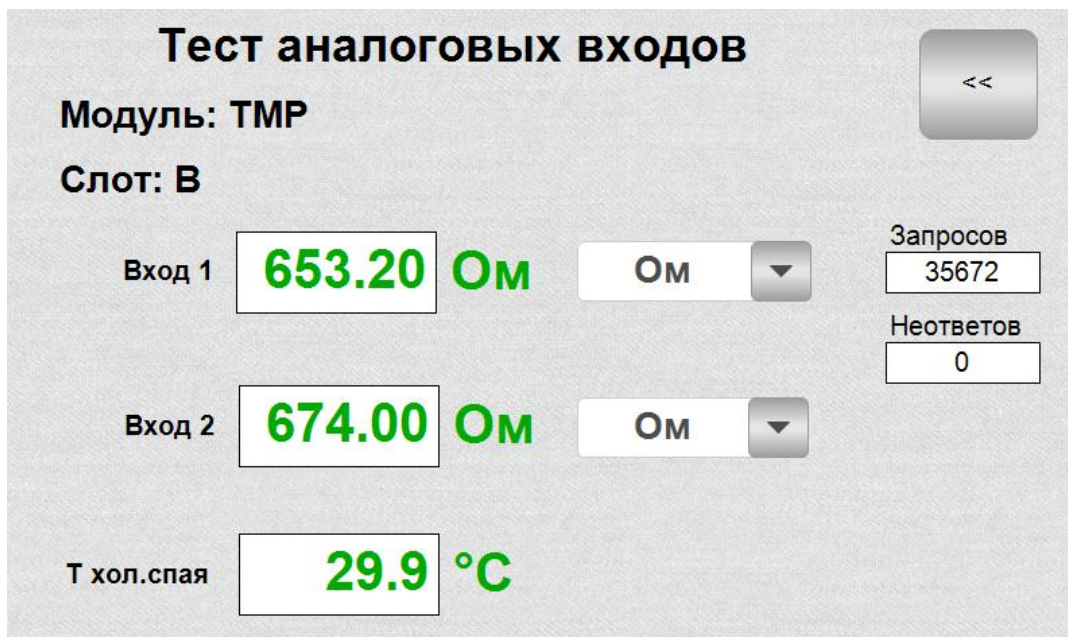 Тест аналоговых входов
<<
Модуль: TMP
Слот: B
Запросов
35672
Вход 1 653.20 Ом Ом
Неответов
0
Вход 2 674.00 Ом Ом
Т хол.спая 29.9 °C